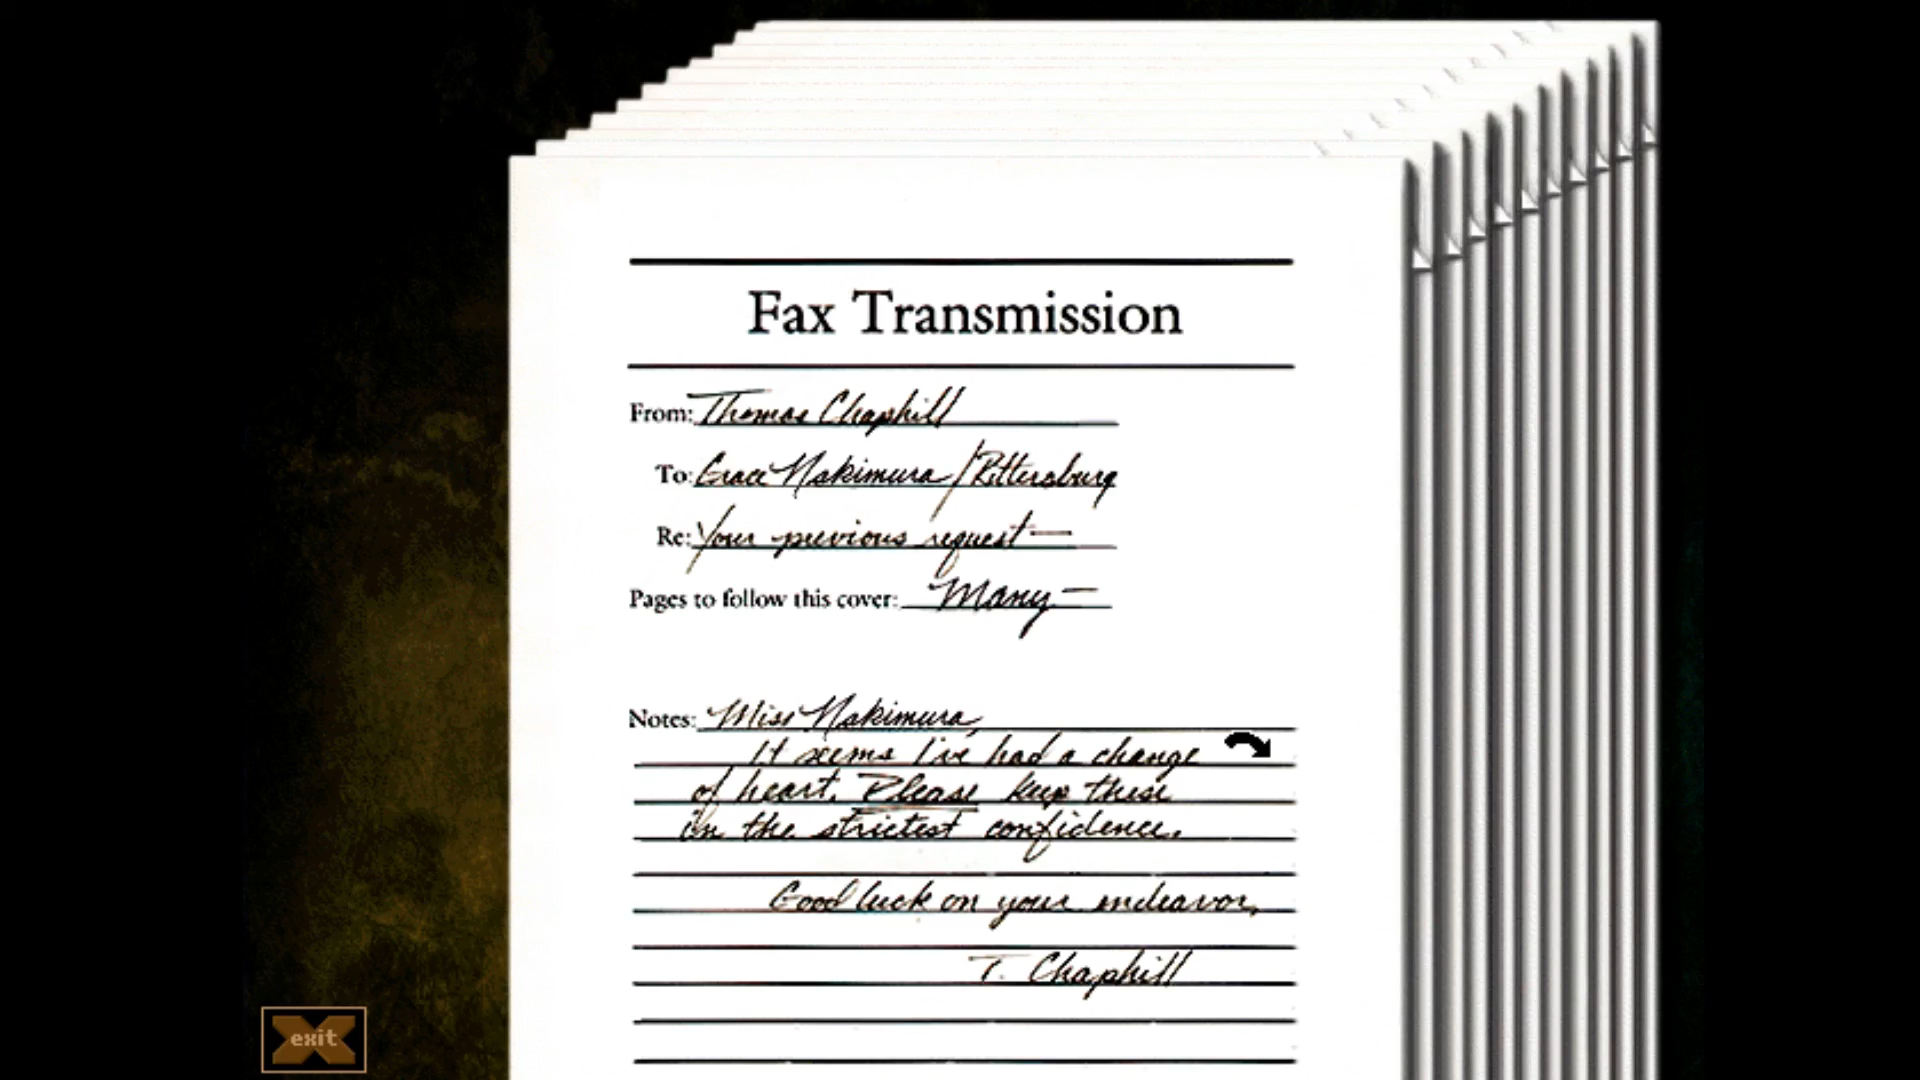 Fax Transmission
From: Thomas Chaphill
To: Grace Nakimura / Rittersburg
Re: Your previous request —
Pages to follow this cover: Many —
Notes: Miss Nakimura,
It seems I've had a change
of heart. Please keep these
in the strictest confidence.
Good luck on your endeavor,
T. Chaphill
exit